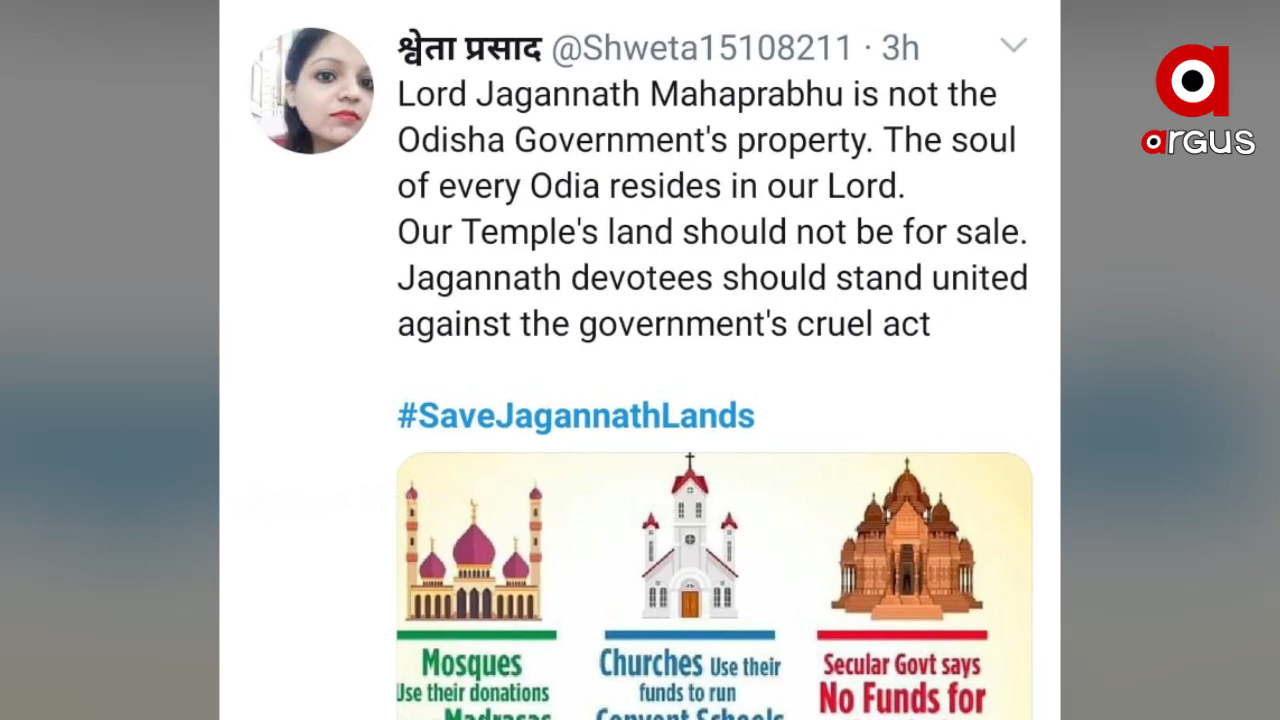 श्वेता प्रसाद @Shweta15108211 · 3h
Lord Jagannath Mahaprabhu is not the
Odisha Government's property. The soul
of every Odia resides in our Lord.
Our Temple's land should not be for sale.
Jagannath devotees should stand united
against the government's cruel act
#SaveJagannathLands
argus
Mosques
Use their donations
Madrasas
Churches Use their
funds to run
Convent Schools
Secular Govt says
No Funds for